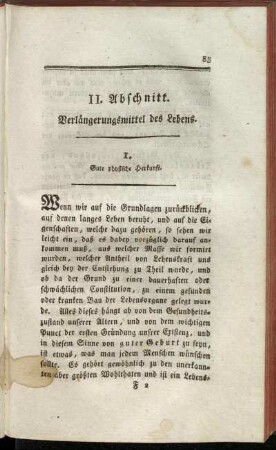 83
II. Abschnitt.
Verlängerungsmittel des Lebens.
I.
Gute physische Herkunft.
Wenn wir auf die Grundlagen zurückblicken,
auf denen langes Leben beruht, und auf die Ei-
genschaften, welche dazu gehören, so sehen wir
leicht ein, daß es dabey vorzüglich darauf an-
kommen muß, aus welcher Masse wir formirt
wurden, welcher Antheil von Lebenskraft uns
gleich bey der Entstehung zu Theil wurde, und
ob da der Grund zu einer dauerhaften oder
schwächlichen Constitution, zu einem gesunden
oder kranken Bau der Lebensorgane gelegt wur-
de. Alles dieses hängt ab von dem Gesundheits-
zustand unserer Altern, und von dem wichtigen
Punct der ersten Gründung unsrer Existenz, und
in diesem Sinne von guter Geburt zu seyn,
ist etwas, was man jedem Menschen wünschen
sollte. Es gehört gewöhnlich zu den unerkann-
ten aber größten Wohlthaten und ist ein Lebens-
F 2